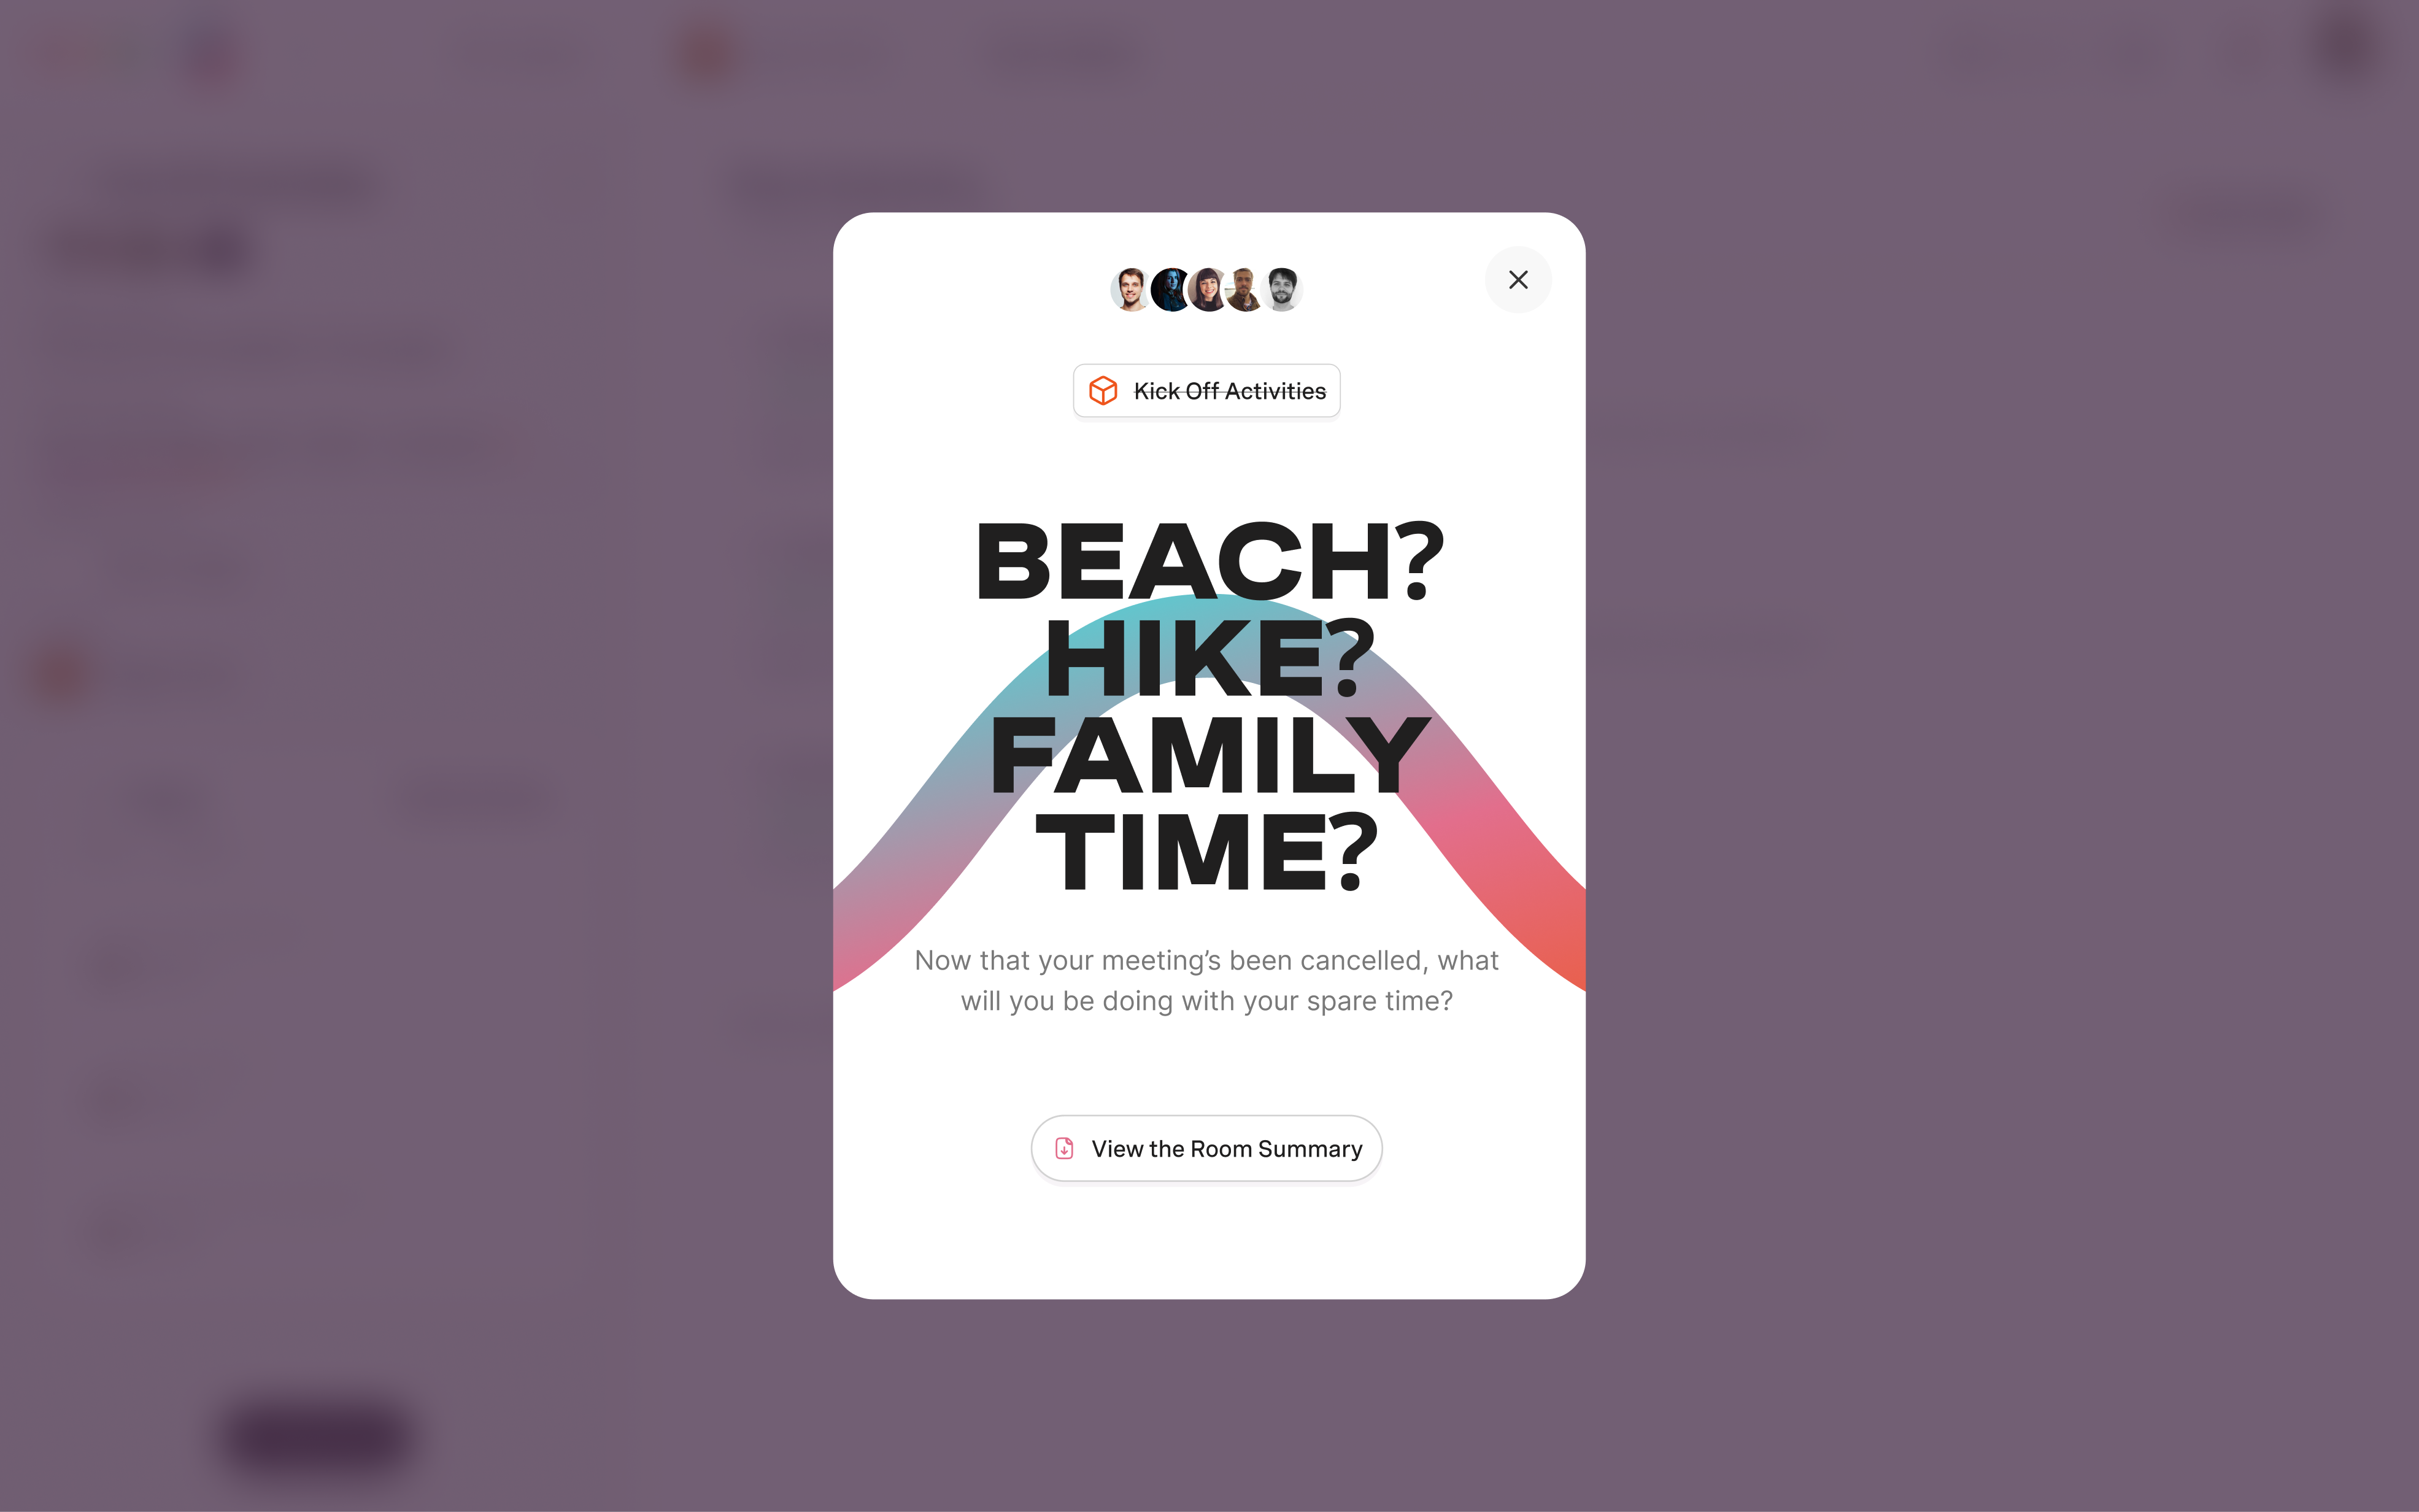 Kick Off Activities
BEACH?
HIKE?
FAMILY
TIME?
Now that your meeting’s been cancelled, what
will you be doing with your spare time?
View the Room Summary